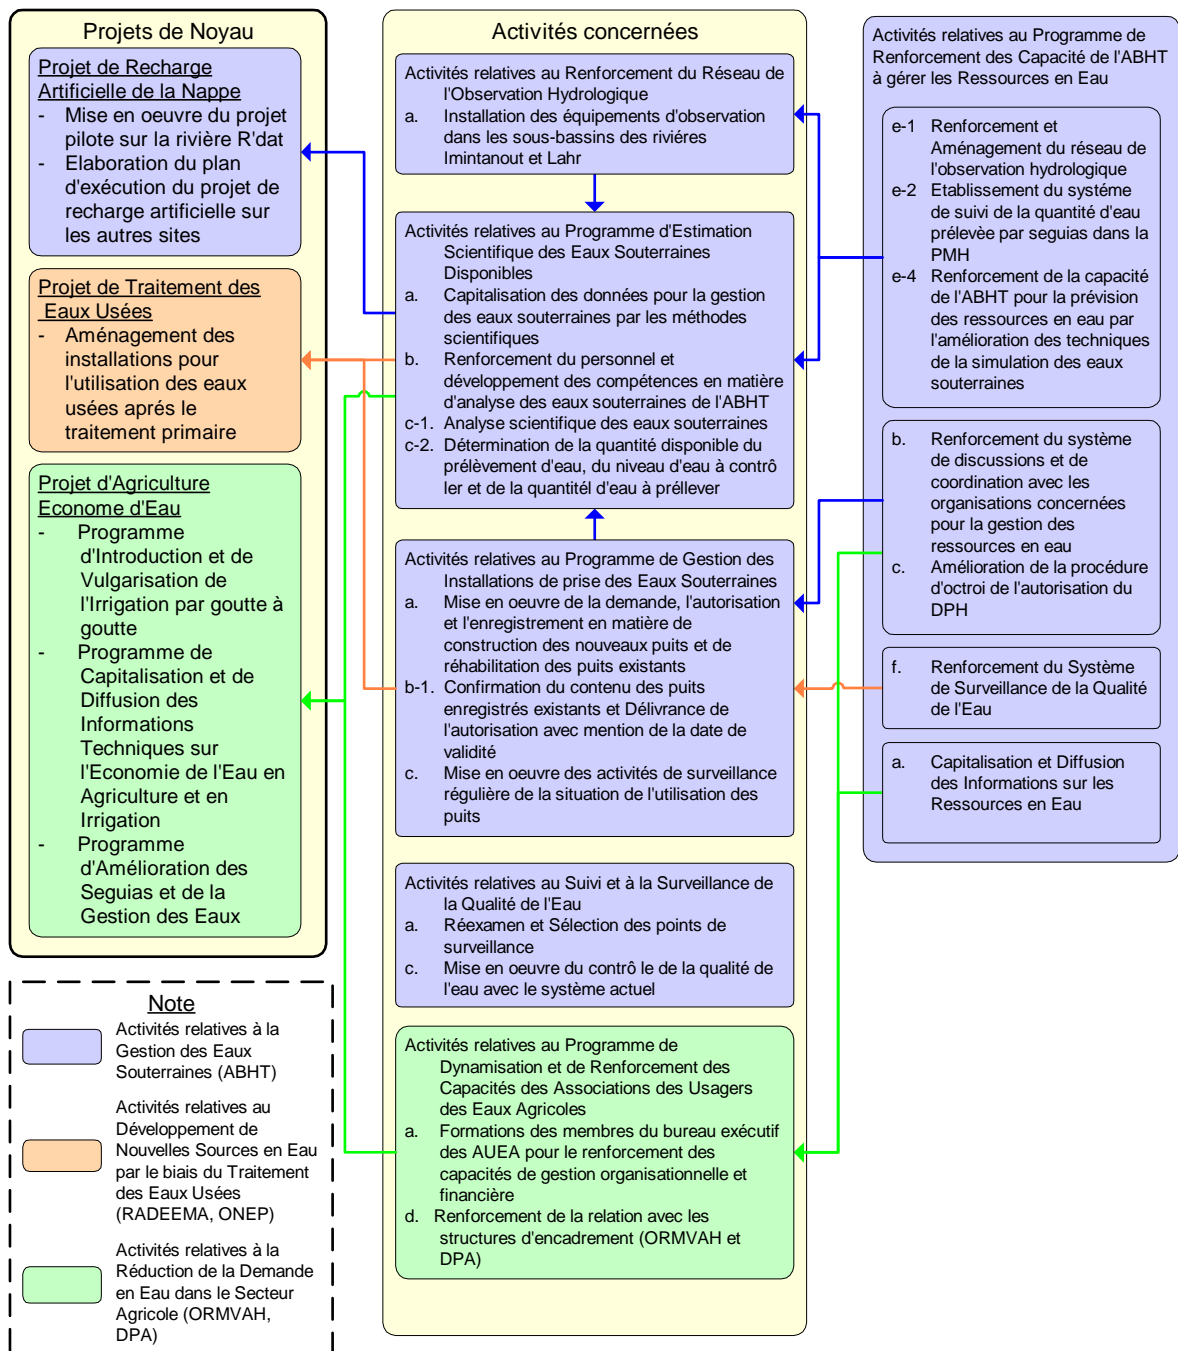 Projets de Noyau
Projet de Recharge
Artificielle de la Nappe
- Mise en oeuvre du projet
pilote sur la rivière R'dat
- Elaboration du plan
d'exécution du projet de
recharge artificielle sur
les autres sites
Projet de Traitement des
Eaux Usées
- Aménagement des
installations pour
l'utilisation des eaux
usées aprés le
traitement primaire
Projet d'Agriculture
Econome d'Eau
- Programme
d'Introduction et de
Vulgarisation de
l'Irrigation par goutte à
goutte
- Programme de
Capitalisation et de
Diffusion des
Informations
Techniques sur
l'Economie de l'Eau en
Agriculture et en
Irrigation
- Programme
d'Amélioration des
Seguias et de la
Gestion des Eaux
Note
Activités relatives à la
Gestion des Eaux
Souterraines (ABHT)
Activités relatives au
Développement de
Nouvelles Sources en Eau
par le biais du Traitement
des Eaux Usées
(RADEEMA, ONEP)
Activités relatives à la
Réduction de la Demande
en Eau dans le Secteur
Agricole (ORMVAH,
DPA)
Activités concernées
Activités relatives au Renforcement du Réseau de
l'Observation Hydrologique
a. Installation des équipements d'observation
dans les sous-bassins des riviéres
Imintanout et Lahr
Activités relatives au Programme d'Estimation
Scientifique des Eaux Souterraines
Disponibles
a. Capitalisation des données pour la gestion
des eaux souterraines par les méthodes
scientifiques
b. Renforcement du personnel et
développement des compétences en matière
d'analyse des eaux souterraines de l'ABHT
c-1. Analyse scientifique des eaux souterraines
c-2. Détermination de la quantité disponible du
prélèvement d'eau, du niveau d'eau à contrô
ler et de la quantitél d'eau à préllever
Activités relatives au Programme de Gestion des
Installations de prise des Eaux Souterraines
a. Mise en oeuvre de la demande, l'autorisation
et l'enregistrement en matière de
construction des nouveaux puits et de
réhabilitation des puits existants
b-1. Confirmation du contenu des puits
enregistrés existants et Délivrance de
l'autorisation avec mention de la date de
validité
c. Mise en oeuvre des activités de surveillance
régulière de la situation de l'utilisation des
puits
Activités relatives au Suivi et à la Surveillance de
la Qualité de l'Eau
a. Réexamen et Sélection des points de
surveillance
c. Mise en oeuvre du contrô le de la qualité de
l'eau avec le système actuel
Activités relatives au Programme de
Dynamisation et de Renforcement des
Capacités des Associations des Usagers
des Eaux Agricoles
a. Formations des membres du bureau exécutif
des AUEA pour le renforcement des
capacités de gestion organisationnelle et
financière
d. Renforcement de la relation avec les
structures d'encadrement (ORMVAH et
DPA)
Activités relatives au Programme de
Renforcement des Capacité de l'ABHT
à gérer les Ressources en Eau
e-1 Renforcement et
Aménagement du réseau de
l'observation hydrologique
e-2 Etablissement du systéme
de suivi de la quantité d'eau
prélevèe par seguias dans la
PMH
e-4 Renforcement de la capacité
de l'ABHT pour la prévision
des ressources en eau par
l'amélioration des techniques
de la simulation des eaux
souterraines
b. Renforcement du système
de discussions et de
coordination avec les
organisations concernées
pour la gestion des
ressources en eau
c. Amélioration de la procédure
d'octroi de l'autorisation du
DPH
f. Renforcement du Système
de Surveillance de la Qualité
de l'Eau
a. Capitalisation et Diffusion
des Informations sur les
Ressources en Eau